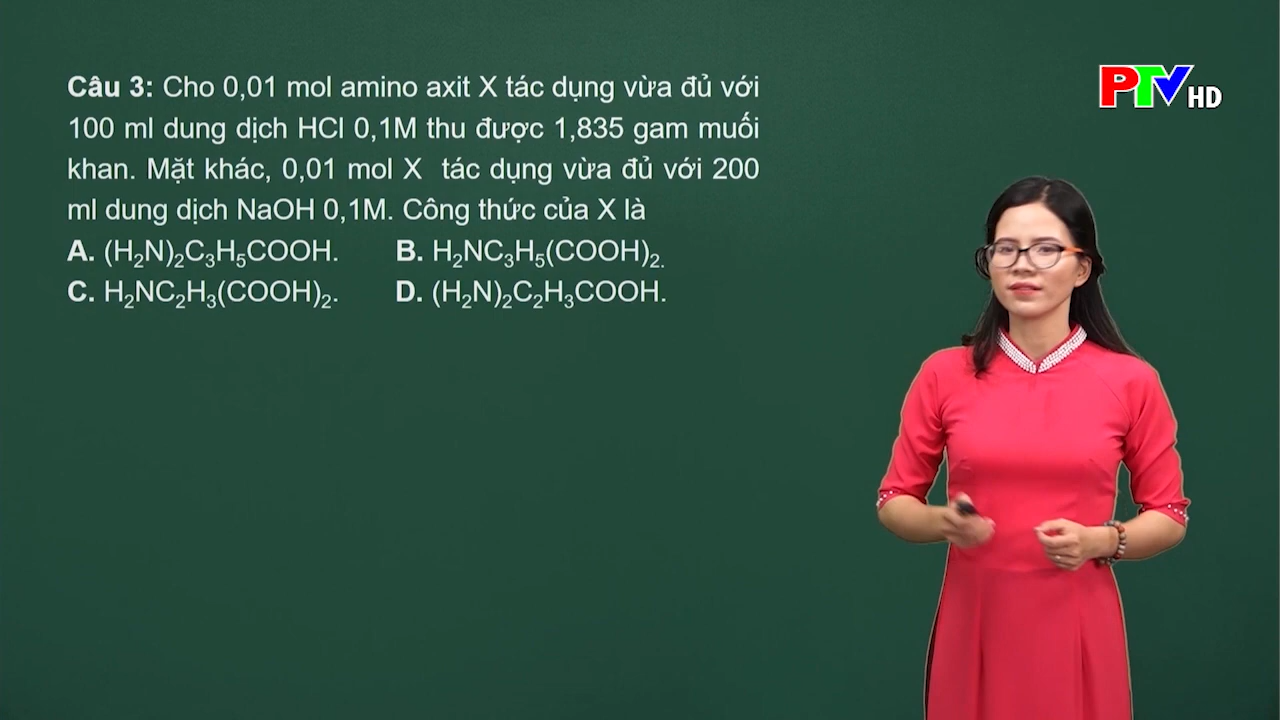 Câu 3: Cho 0,01 mol amino axit X tác dụng vừa đủ với
100 ml dung dịch HCl 0,1M thu được 1,835 gam muối
khan. Mặt khác, 0,01 mol X tác dụng vừa đủ với 200
ml dung dịch NaOH 0,1M. Công thức của X là
A. (H₂N)₂C₃H₅COOH. B. H₂NC₃H₅(COOH)₂.
C. H₂NC₂H₃(COOH)₂. D. (H₂N)₂C₂H₃COOH.
PTV HD